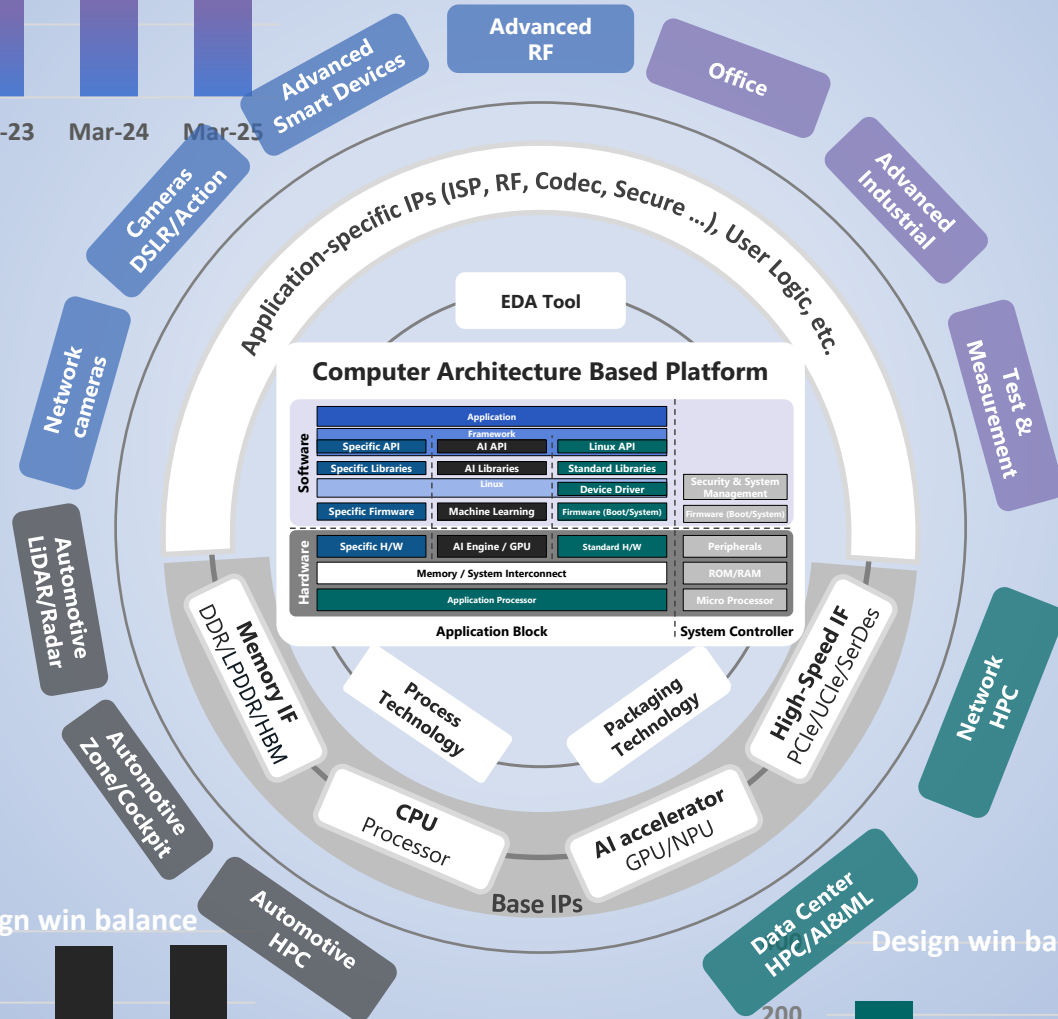 Advanced
RF
Advanced
Smart Devices
Office
-23
Mar-24
Mar-25
Cameras
DSLR/Action
Advanced
Industrial
Application-specific IPs (ISP, RF, Codec, Secure ...), User Logic, etc.
Network
cameras
Test &
Measurement
EDA Tool
Computer Architecture Based Platform
Software
Application
Framework
Specific API
AI API
Linux API
Specific Libraries
AI Libraries
Standard Libraries
Linux
Device Driver
Security & System
Management
Specific Firmware
Machine Learning
Firmware (Boot/System)
Firmware (Boot/System)
Hardware
Specific H/W
AI Engine / GPU
Standard H/W
Peripherals
Memory / System Interconnect
ROM/RAM
Application Processor
Micro Processor
Application Block
System Controller
Automotive
LiDAR/Radar
Memory IF
DDR/LPDDR/HBM
High-Speed IF
PCIe/UCIe/SerDes
Process
Technology
Packaging
Technology
Network
HPC
Automotive
Zone/Cockpit
CPU
Processor
AI accelerator
GPU/NPU
Base IPs
Automotive
HPC
Data Center
HPC/AI&ML
gn win balance
Design win ba
200